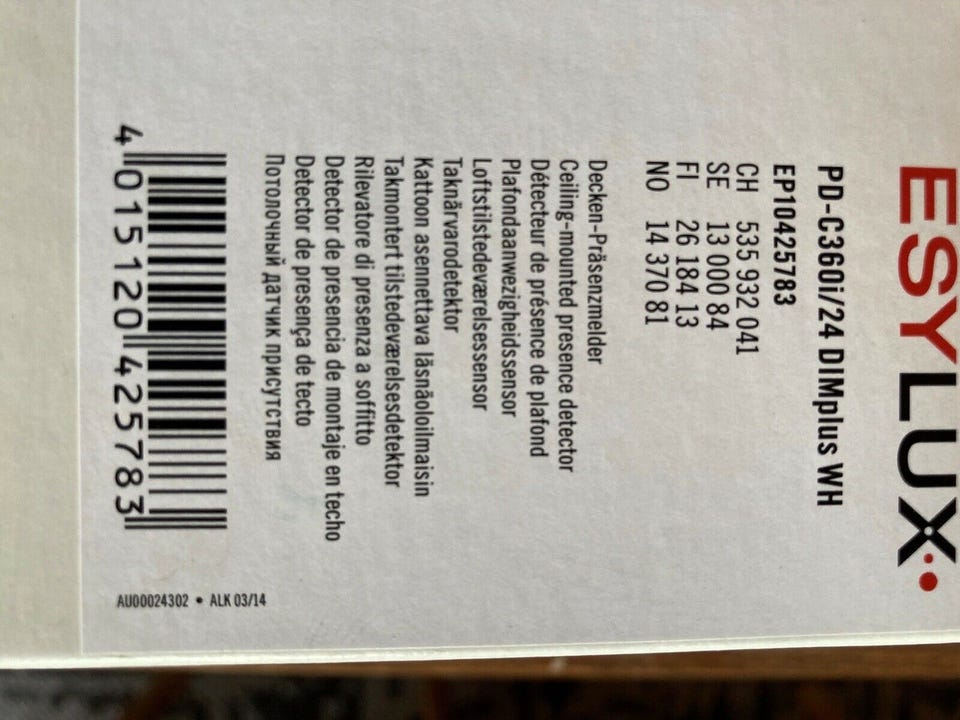 ESYLUX
PD-C360i/24 DIMplus WH
EP10425783
CH 535 932 041
SE 13 000 84
FI 26 184 13
NO 14 370 81
Decken-Präsenzmelder
Ceiling-mounted presence detector
Détecteur de présence de plafond
Plafondaanwezigheidssensor
Loftstilstedeværelsessensor
Taknärvarodetektor
Kattoon asennettava läsnäoloilmaisin
Takmontert tilstedeværelsesdetektor
Rilevatore di presenza a soffitto
Detector de presencia de montaje en techo
Detector de presença de tecto
Потолочный датчик присутствия
4 015120 425783
AU00024302 • ALK 03/14